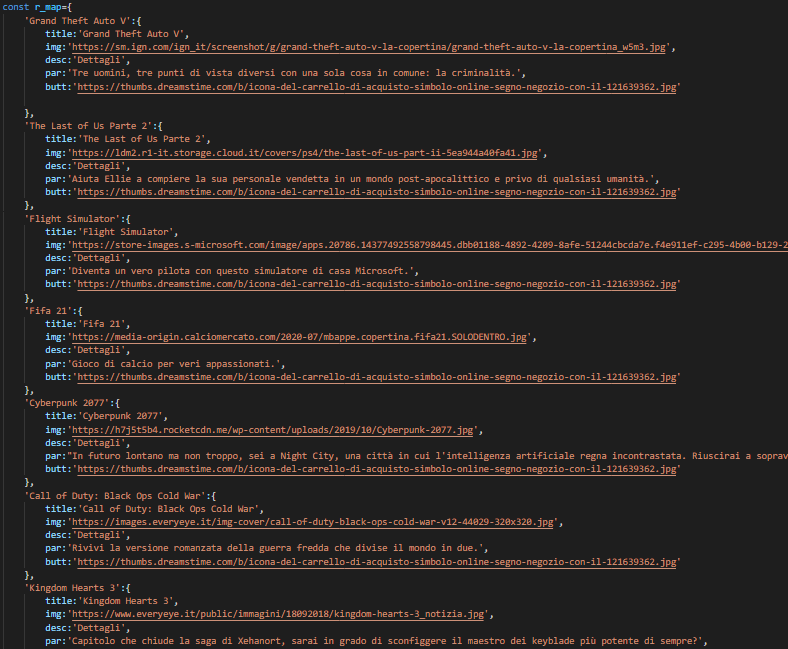 const r_map={
'Grand Theft Auto V':{
title:'Grand Theft Auto V',
img:'https://sm.ign.com/ign_it/screenshot/g/grand-theft-auto-v-la-copertina/grand-theft-auto-v-la-copertina_w5m3.jpg',
desc:'Dettagli',
par:'Tre uomini, tre punti di vista diversi con una sola cosa in comune: la criminalità.',
butt:'https://thumbs.dreamstime.com/b/icona-del-carrello-di-acquisto-simbolo-online-segno-negozio-con-il-121639362.jpg'
},
'The Last of Us Parte 2':{
title:'The Last of Us Parte 2',
img:'https://ldm2.r1-it.storage.cloud.it/covers/ps4/the-last-of-us-part-ii-5ea944a40fa41.jpg',
desc:'Dettagli',
par:'Aiuta Ellie a compiere la sua personale vendetta in un mondo post-apocalittico e privo di qualsiasi umanità.',
butt:'https://thumbs.dreamstime.com/b/icona-del-carrello-di-acquisto-simbolo-online-segno-negozio-con-il-121639362.jpg'
},
'Flight Simulator':{
title:'Flight Simulator',
img:'https://store-images.s-microsoft.com/image/apps.20786.14377492558798445.dbb01188-4892-4209-8afe-51244cbcda7e.f4e911ef-c295-4b00-b129-2
desc:'Dettagli',
par:'Diventa un vero pilota con questo simulatore di casa Microsoft.',
butt:'https://thumbs.dreamstime.com/b/icona-del-carrello-di-acquisto-simbolo-online-segno-negozio-con-il-121639362.jpg'
},
'Fifa 21':{
title:'Fifa 21',
img:'https://media-origin.calciomercato.com/2020-07/mbappe.copertina.fifa21.SOLODENTRO.jpg',
desc:'Dettagli',
par:'Gioco di calcio per veri appassionati.',
butt:'https://thumbs.dreamstime.com/b/icona-del-carrello-di-acquisto-simbolo-online-segno-negozio-con-il-121639362.jpg'
},
'Cyberpunk 2077':{
title:'Cyberpunk 2077',
img:'https://h7j5t5b4.rocketcdn.me/wp-content/uploads/2019/10/Cyberpunk-2077.jpg',
desc:'Dettagli',
par:"In futuro lontano ma non troppo, sei a Night City, una città in cui l'intelligenza artificiale regna incontrastata. Riuscirai a soprav
butt:'https://thumbs.dreamstime.com/b/icona-del-carrello-di-acquisto-simbolo-online-segno-negozio-con-il-121639362.jpg'
},
'Call of Duty: Black Ops Cold War':{
title:'Call of Duty: Black Ops Cold War',
img:'https://images.everyeye.it/img-cover/call-of-duty-black-ops-cold-war-v12-44029-320x320.jpg',
desc:'Dettagli',
par:'Rivivi la versione romanzata della guerra fredda che divise il mondo in due.',
butt:'https://thumbs.dreamstime.com/b/icona-del-carrello-di-acquisto-simbolo-online-segno-negozio-con-il-121639362.jpg'
},
'Kingdom Hearts 3':{
title:'Kingdom Hearts 3',
img:'https://www.everyeye.it/public/immagini/18092018/kingdom-hearts-3_notizia.jpg',
desc:'Dettagli',
par:'Capitolo che chiude la saga di Xehanort, sarai in grado di sconfiggere il maestro dei keyblade più potente di sempre?',